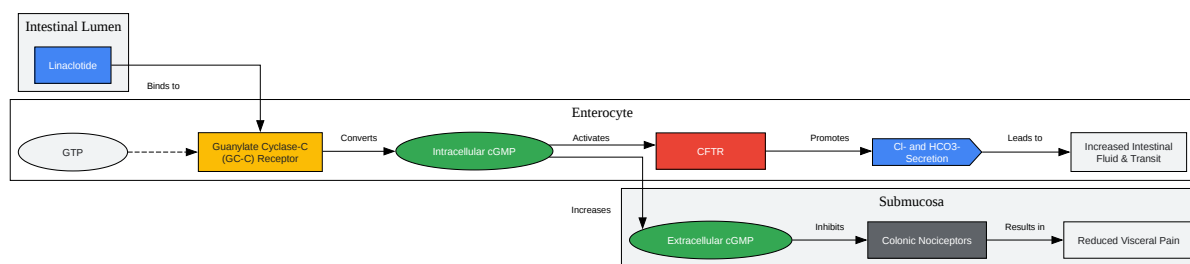 Intestinal Lumen
Linaclotide
Binds to
Enterocyte
GTP
Guanylate Cyclase-C
(GC-C) Receptor
Converts
Intracellular cGMP
Activates
CFTR
Promotes
Cl- and HCO3-
Secretion
Leads to
Increased Intestinal
Fluid & Transit
Increases
Submucosa
Extracellular cGMP
Inhibits
Colonic Nociceptors
Results in
Reduced Visceral Pain